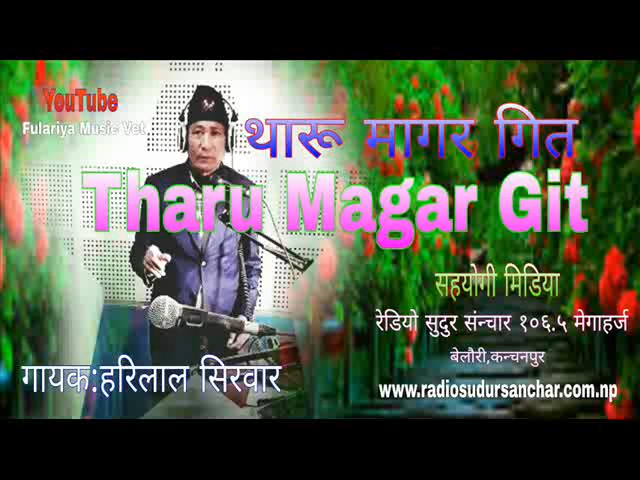 YouTube
Fulariya Music Vet
थारू मागर गित
Tharu Magar Git
सहयोगी मिडिया
रेडियो सुदुर संन्चार १०६.५ मेगाहर्ज
बेलौरी,कन्चनपुर
गायक:हरिलाल सिरवार
www.radiosudursanchar.com.np